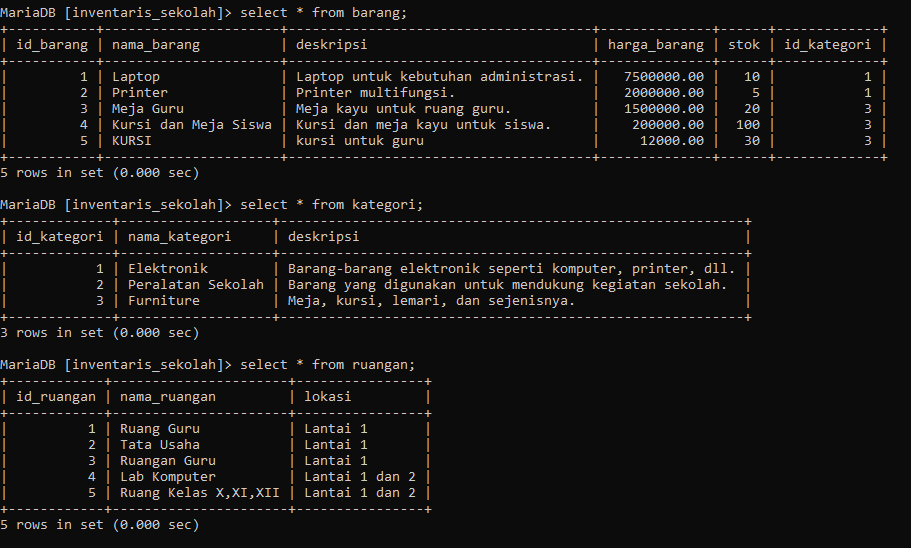 MariaDB [inventaris_sekolah]> select * from barang;
+-----------+---------------------+-------------------------------------+--------------+------+-------------+
| id_barang | nama_barang         | deskripsi                           | harga_barang | stok | id_kategori |
+-----------+---------------------+-------------------------------------+--------------+------+-------------+
|         1 | Laptop              | Laptop untuk kebutuhan administrasi. |   7500000.00 |   10 |           1 |
|         2 | Printer             | Printer multifungsi.                |   2000000.00 |    5 |           1 |
|         3 | Meja Guru           | Meja kayu untuk ruang guru.         |   1500000.00 |   20 |           3 |
|         4 | Kursi dan Meja Siswa | Kursi dan meja kayu untuk siswa.    |    200000.00 |  100 |           3 |
|         5 | KURSI               | kursi untuk guru                    |     12000.00 |   30 |           3 |
+-----------+---------------------+-------------------------------------+--------------+------+-------------+
5 rows in set (0.000 sec)
MariaDB [inventaris_sekolah]> select * from kategori;
+-------------+-------------------+---------------------------------------------------------+
| id_kategori | nama_kategori     | deskripsi                                               |
+-------------+-------------------+---------------------------------------------------------+
|           1 | Elektronik        | Barang-barang elektronik seperti komputer, printer, dll. |
|           2 | Peralatan Sekolah | Barang yang digunakan untuk mendukung kegiatan sekolah. |
|           3 | Furniture         | Meja, kursi, lemari, dan sejenisnya.                    |
+-------------+-------------------+---------------------------------------------------------+
3 rows in set (0.000 sec)
MariaDB [inventaris_sekolah]> select * from ruangan;
+------------+----------------------+----------------+
| id_ruangan | nama_ruangan         | lokasi         |
+------------+----------------------+----------------+
|          1 | Ruang Guru           | Lantai 1       |
|          2 | Tata Usaha           | Lantai 1       |
|          3 | Ruangan Guru         | Lantai 1       |
|          4 | Lab Komputer         | Lantai 1 dan 2 |
|          5 | Ruang Kelas X,XI,XII | Lantai 1 dan 2 |
+------------+----------------------+----------------+
5 rows in set (0.000 sec)